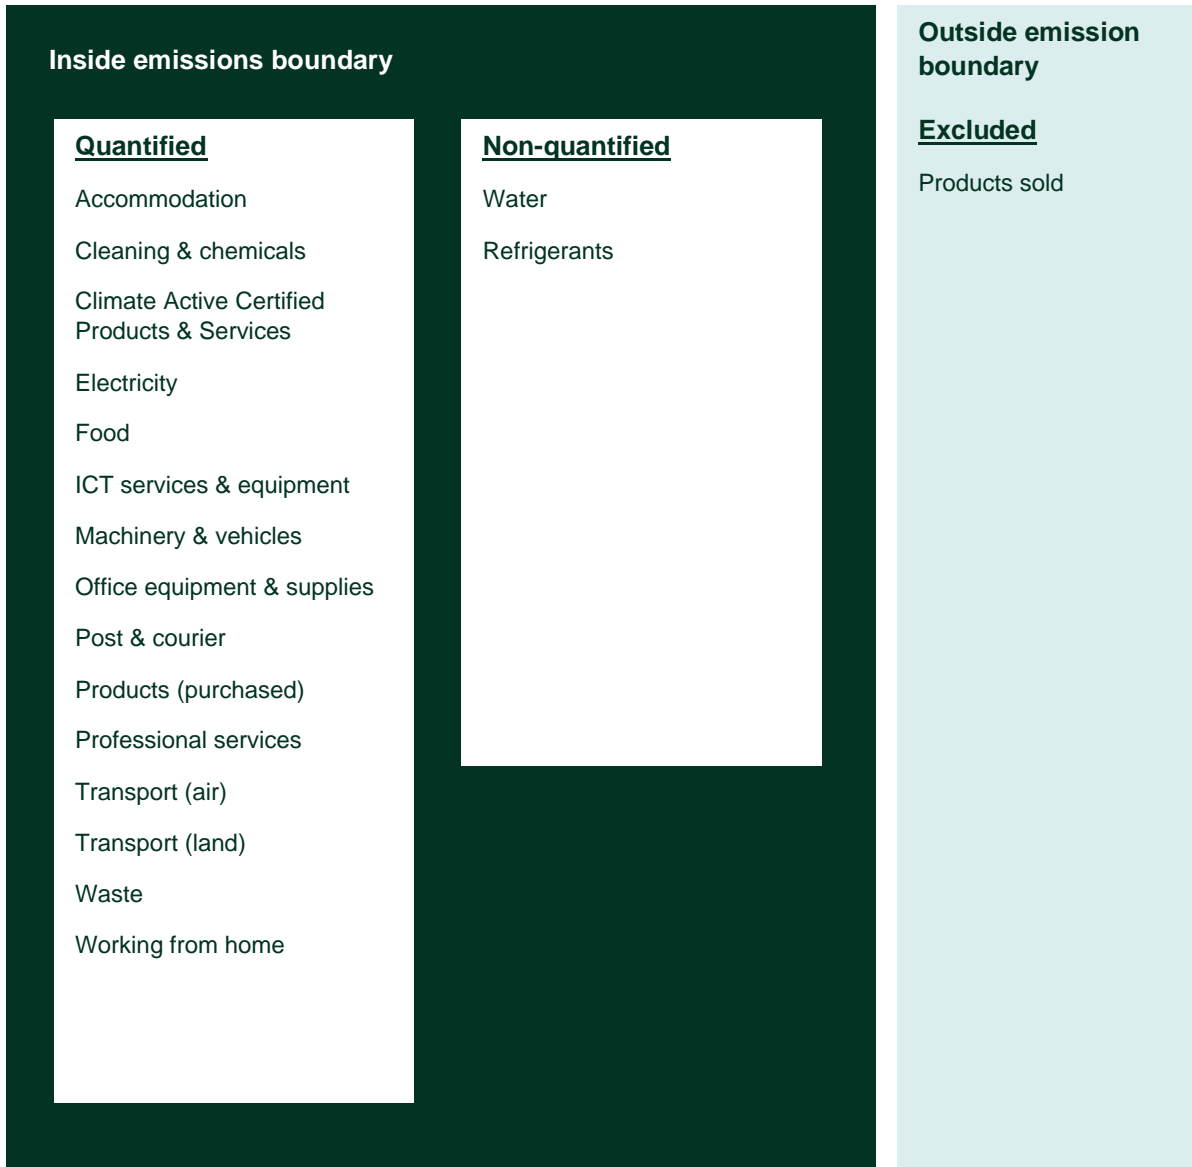 Inside emissions boundary
Quantified
Accommodation
Cleaning & chemicals
Climate Active Certified
Products & Services
Electricity
Food
ICT services & equipment
Machinery & vehicles
Office equipment & supplies
Post & courier
Products (purchased)
Professional services
Transport (air)
Transport (land)
Waste
Working from home
Non-quantified
Water
Refrigerants
Outside emission
boundary
Excluded
Products sold